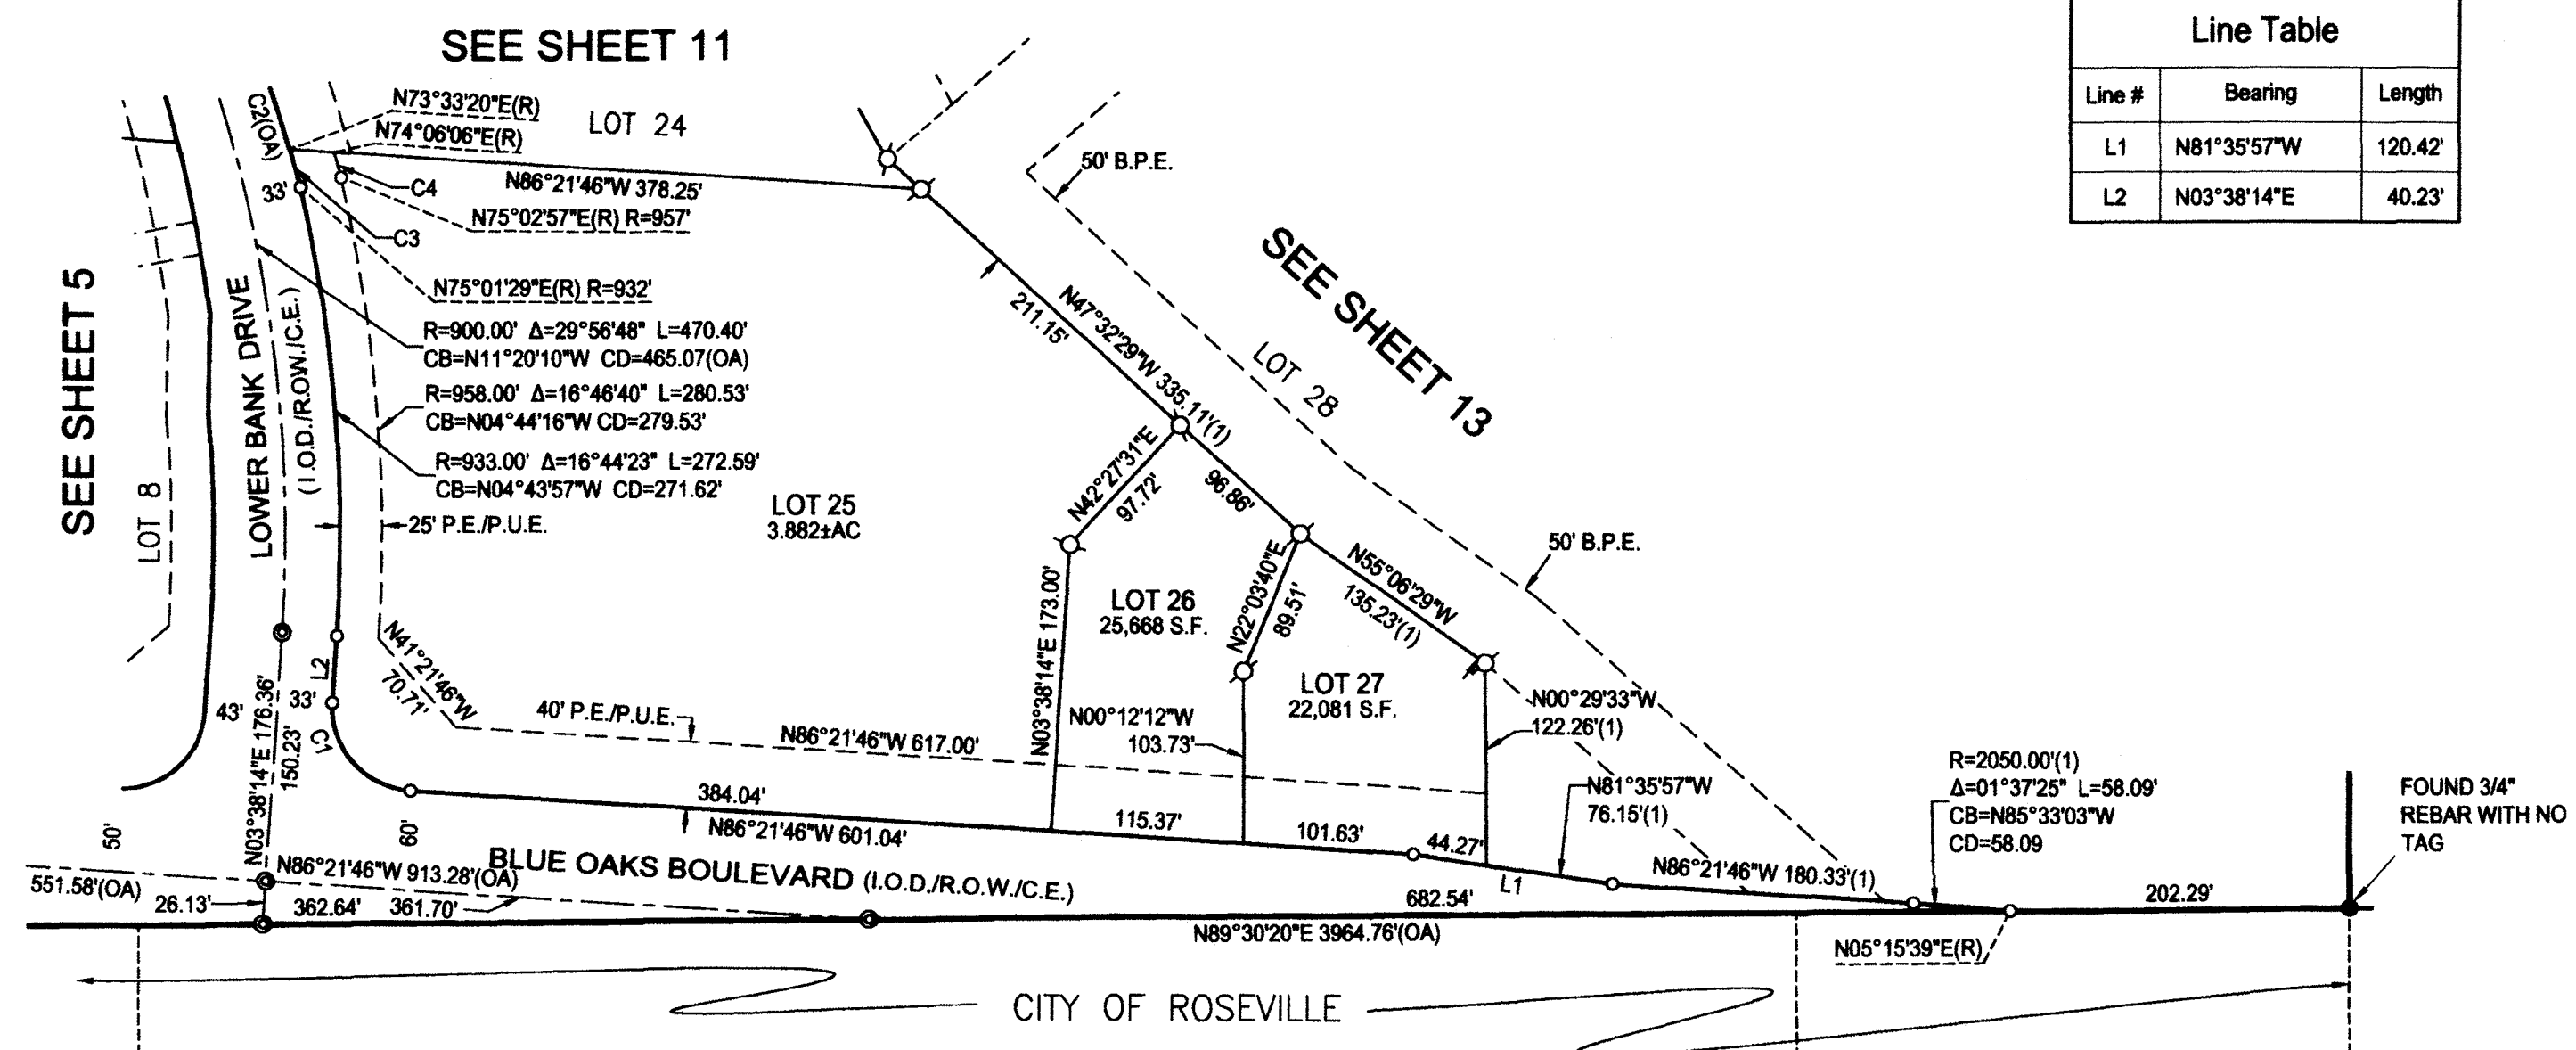 SEE SHEET 11
Line Table
Line # Bearing Length
L1 N81°35'57"W 120.42'
L2 N03°38'14"E 40.23'
C2(OA)
N73°33'20"E(R)
N74°06'06"E(R)
LOT 24
50' B.P.E.
33'
C4
N86°21'46"W 378.25'
N75°02'57"E(R) R=957'
C3
SEE SHEET 5
N75°01'29"E(R) R=932'
R=900.00' Δ=29°56'48" L=470.40'
CB=N11°20'10"W CD=465.07(OA)
R=958.00' Δ=16°46'40" L=280.53'
CB=N04°44'16"W CD=279.53'
R=933.00' Δ=16°44'23" L=272.59'
CB=N04°43'57"W CD=271.62'
LOWER BANK DRIVE
(I.O.D./R.O.W./C.E.)
LOT 8
25' P.E./P.U.E.
LOT 25
3.882±AC
211.15'
N47°32'29"W 335.11'(1)
SEE SHEET 13
LOT 28
N42°27'31"E
97.72'
96.86'
50' B.P.E.
N03°38'14"E 173.00'
LOT 26
25,668 S.F.
N22°03'40"E
89.51'
N55°06'29"W
135.23'(1)
LOT 27
22,081 S.F.
N00°12'12"W
103.73'
N00°29'33"W
122.26'(1)
L2
N41°21'46"W
70.71'
43'
33'
C1
N03°38'14"E 176.36'
150.23'
40' P.E./P.U.E.
N86°21'46"W 617.00'
N81°35'57"W
76.15'(1)
R=2050.00'(1)
Δ=01°37'25" L=58.09'
CB=N85°33'03"W
CD=58.09
FOUND 3/4"
REBAR WITH NO
TAG
384.04'
N86°21'46"W 601.04'
115.37'
101.63'
44.27'
L1
N86°21'46"W 180.33'(1)
50'
60'
551.58'(OA)
N86°21'46"W 913.28'(OA)
BLUE OAKS BOULEVARD (I.O.D./R.O.W./C.E.)
26.13'
362.64'
361.70'
682.54'
202.29'
N89°30'20"E 3964.76'(OA)
N05°15'39"E(R)
CITY OF ROSEVILLE